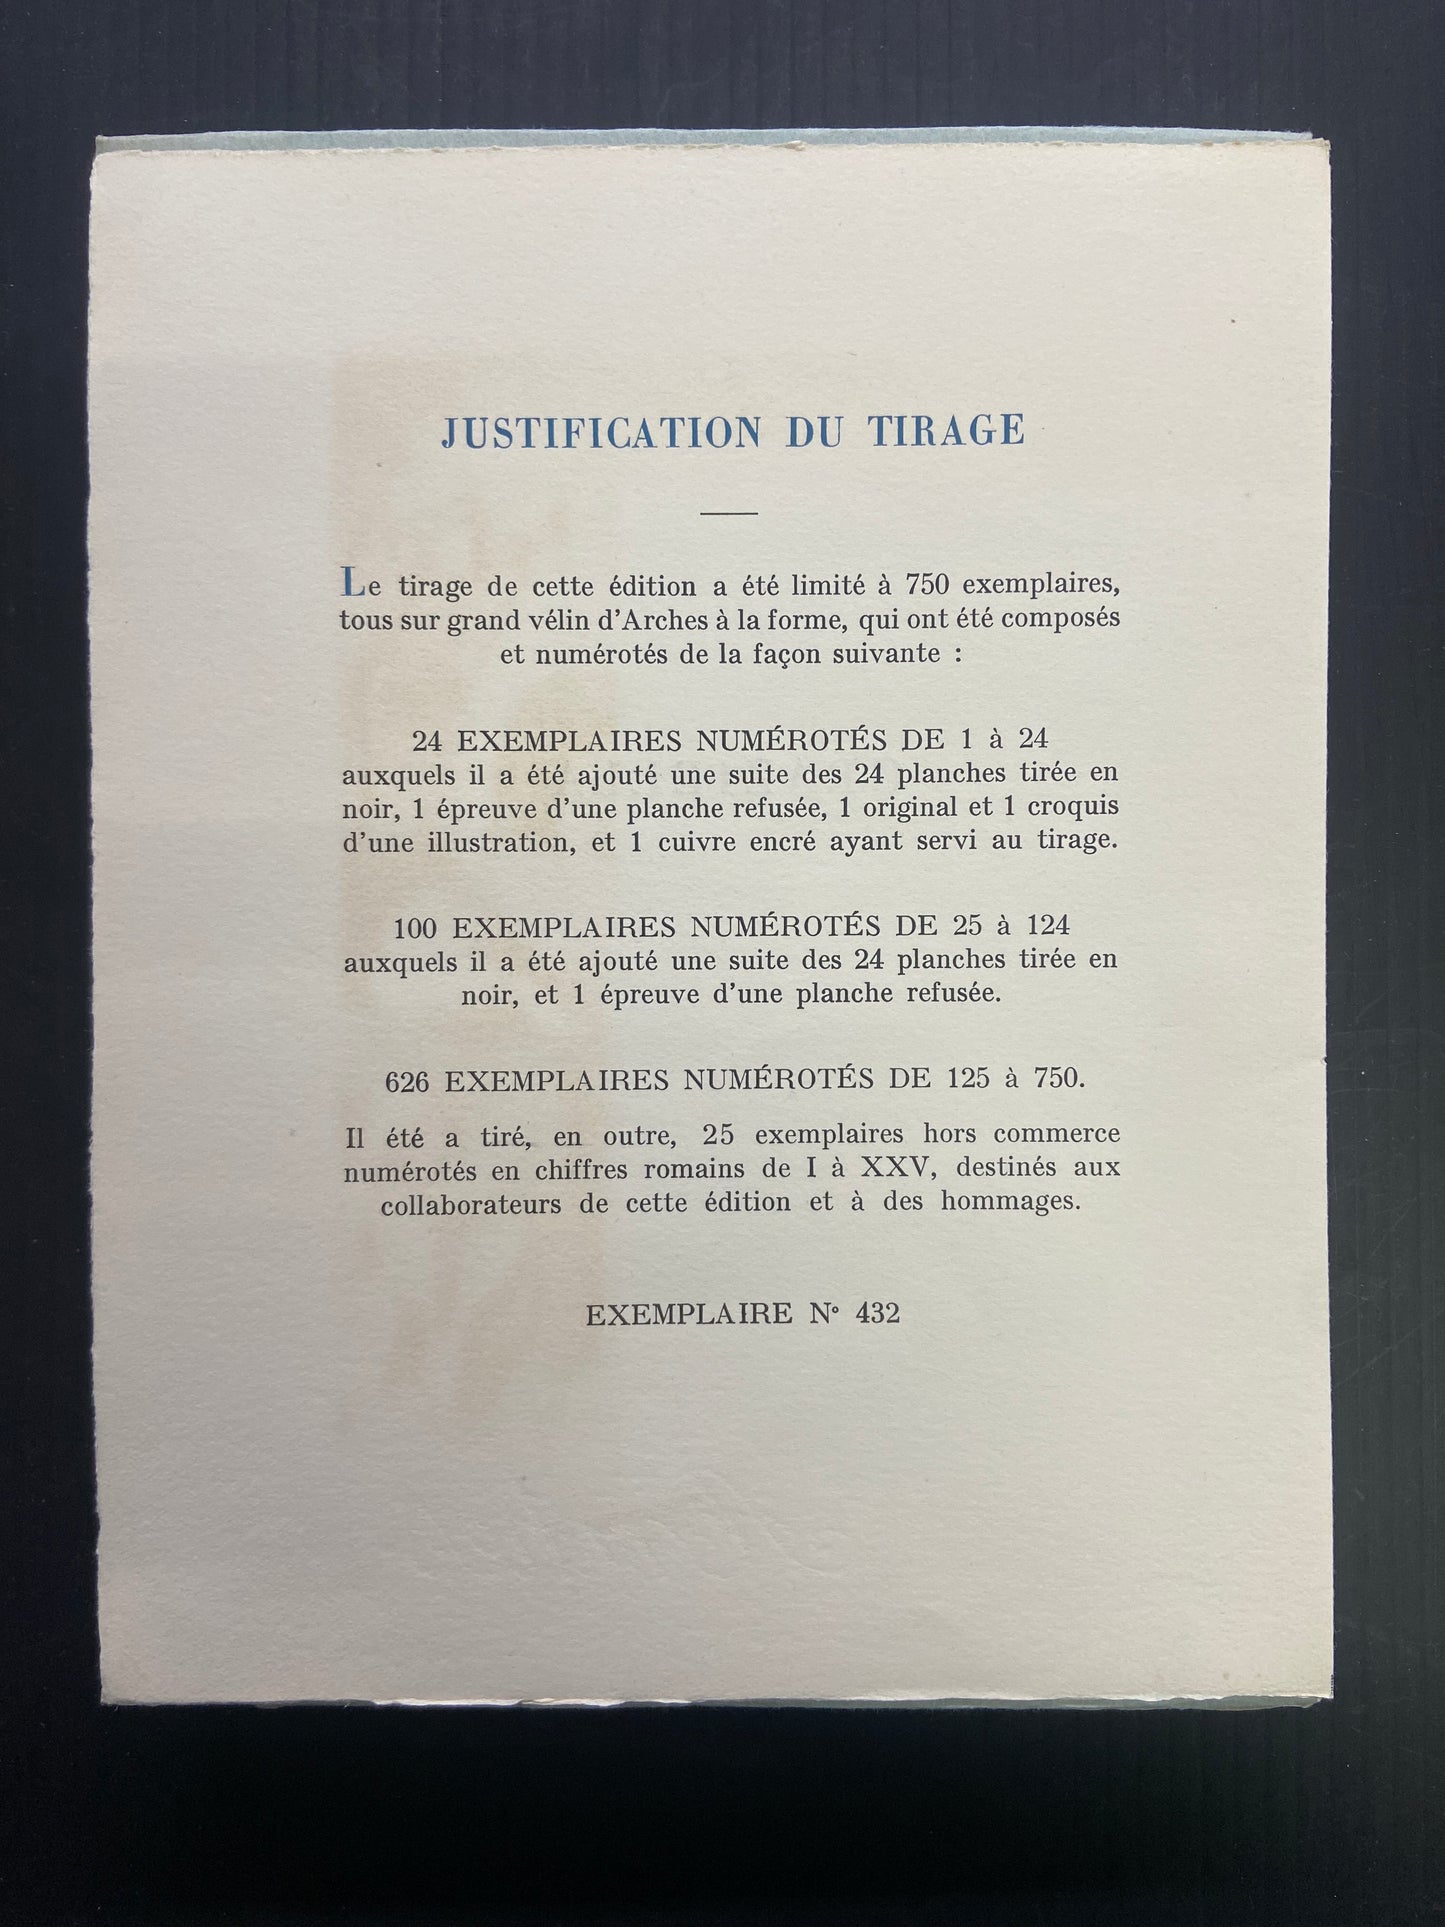 JUSTIFICATION DU TIRAGE
Le tirage de cette édition a été limité à 750 exemplaires,
tous sur grand vélin d'Arches à la forme, qui ont été composés
et numérotés de la façon suivante :
24 EXEMPLAIRES NUMÉROTÉS DE 1 à 24
auxquels il a été ajouté une suite des 24 planches tirée en
noir, 1 épreuve d'une planche refusée, 1 original et 1 croquis
d'une illustration, et 1 cuivre encré ayant servi au tirage.
100 EXEMPLAIRES NUMÉROTÉS DE 25 à 124
auxquels il a été ajouté une suite des 24 planches tirée en
noir, et 1 épreuve d'une planche refusée.
626 EXEMPLAIRES NUMÉROTÉS DE 125 à 750.
Il été a tiré, en outre, 25 exemplaires hors commerce
numérotés en chiffres romains de I à XXV, destinés aux
collaborateurs de cette édition et à des hommages.
EXEMPLAIRE N° 432